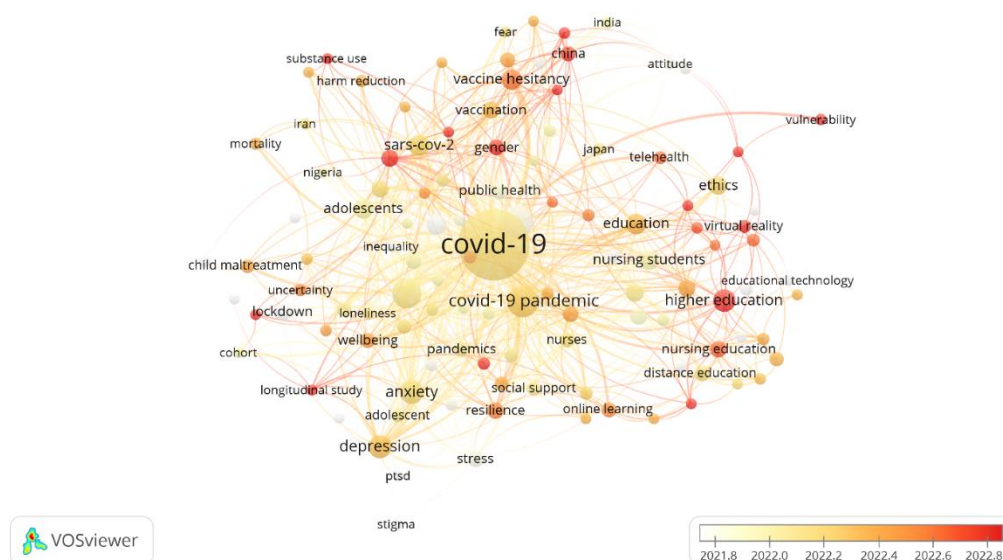 india
fear
china
substance use
attitude
harm reduction
vaccine hesitancy
vaccination
vulnerability
iran
mortality
sars-cov-2
gender
japan
telehealth
nigeria
public health
ethics
adolescents
education
virtual reality
covid-19
inequality
nursing students
child maltreatment
educational technology
uncertainty
covid-19 pandemic
higher education
lockdown
loneliness
wellbeing
nurses
cohort
pandemics
nursing education
distance education
longitudinal study
anxiety
social support
adolescent
resilience
online learning
depression
stress
ptsd
stigma
VOSviewer
2021.8 2022.0 2022.2 2022.4 2022.6 2022.8